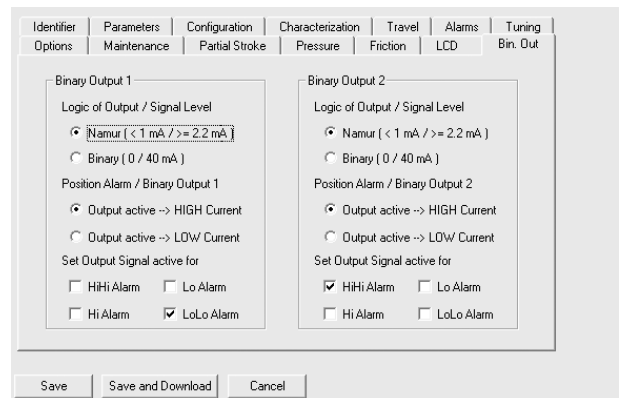 Identifier Parameters Configuration Characterization Travel Alarms Tuning
Options Maintenance Partial Stroke Pressure Friction LCD Bin. Out
Binary Output 1
Logic of Output / Signal Level
Namur ( < 1 mA / >= 2.2 mA )
Binary ( 0 / 40 mA )
Position Alarm / Binary Output 1
Output active --> HIGH Current
Output active --> LOW Current
Set Output Signal active for
HiHi Alarm Lo Alarm
Hi Alarm LoLo Alarm
Binary Output 2
Logic of Output / Signal Level
Namur ( < 1 mA / >= 2.2 mA )
Binary ( 0 / 40 mA )
Position Alarm / Binary Output 2
Output active --> HIGH Current
Output active --> LOW Current
Set Output Signal active for
HiHi Alarm Lo Alarm
Hi Alarm LoLo Alarm
Save Save and Download Cancel